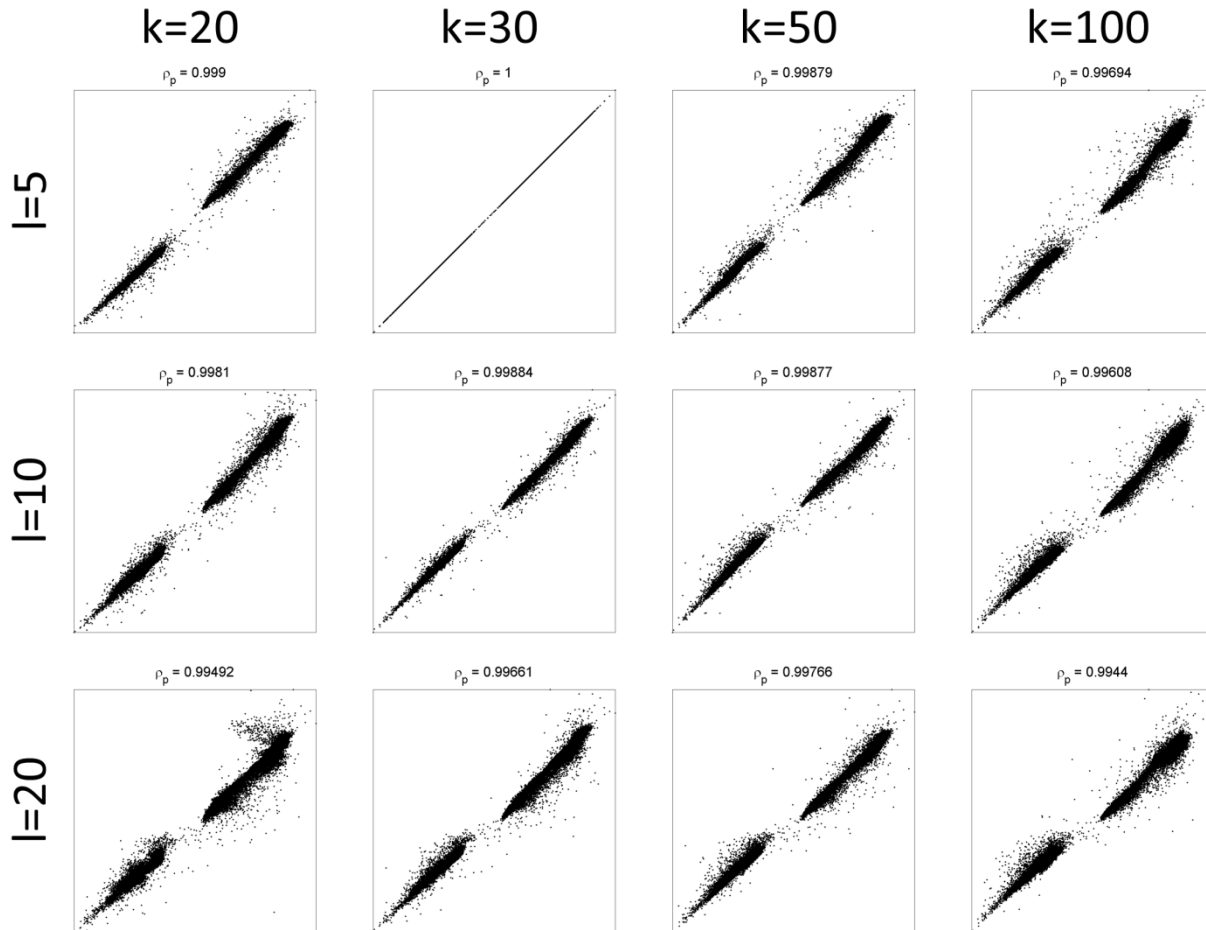 k=20 k=30 k=50 k=100
ρp = 0.999 ρp = 1 ρp = 0.99879 ρp = 0.99694
l=5
ρp = 0.9981 ρp = 0.99884 ρp = 0.99877 ρp = 0.99608
l=10
ρp = 0.99492 ρp = 0.99661 ρp = 0.99766 ρp = 0.9944
l=20